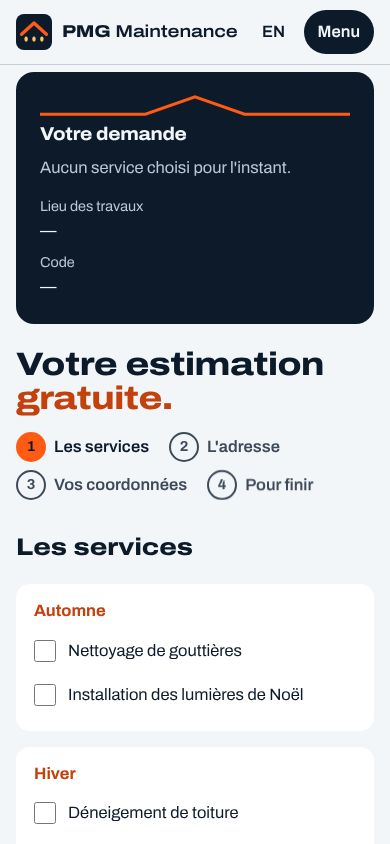 PMG Maintenance EN Menu
Votre demande
Aucun service choisi pour l'instant.
Lieu des travaux
—
Code
—
Votre estimation
gratuite.
1 Les services 2 L'adresse
3 Vos coordonnées 4 Pour finir
Les services
Automne
Nettoyage de gouttières
Installation des lumières de Noël
Hiver
Déneigement de toiture